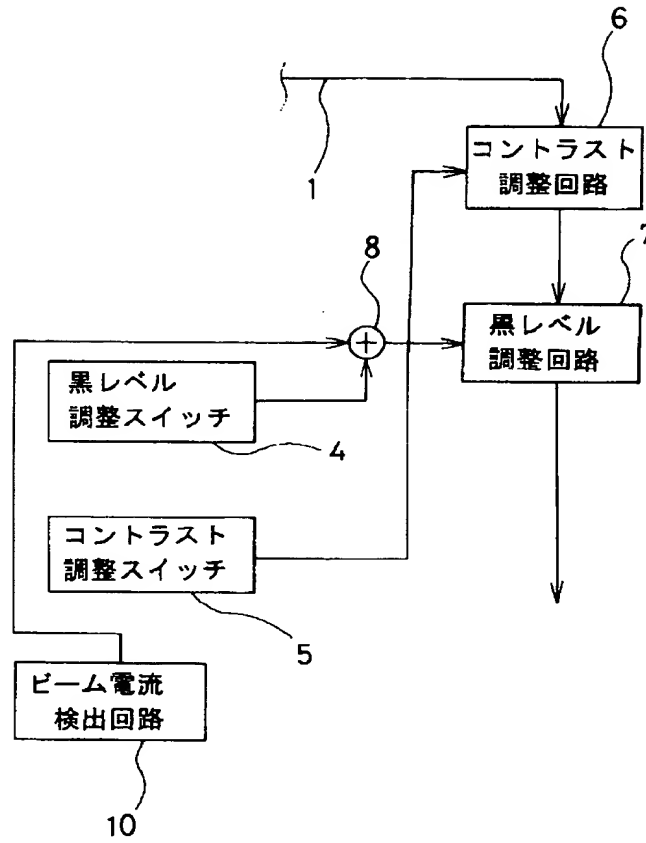 6
コントラスト
調整回路
1
8
7
黒レベル
調整回路
黒レベル
調整スイッチ
4
コントラスト
調整スイッチ
5
ビーム電流
検出回路
10